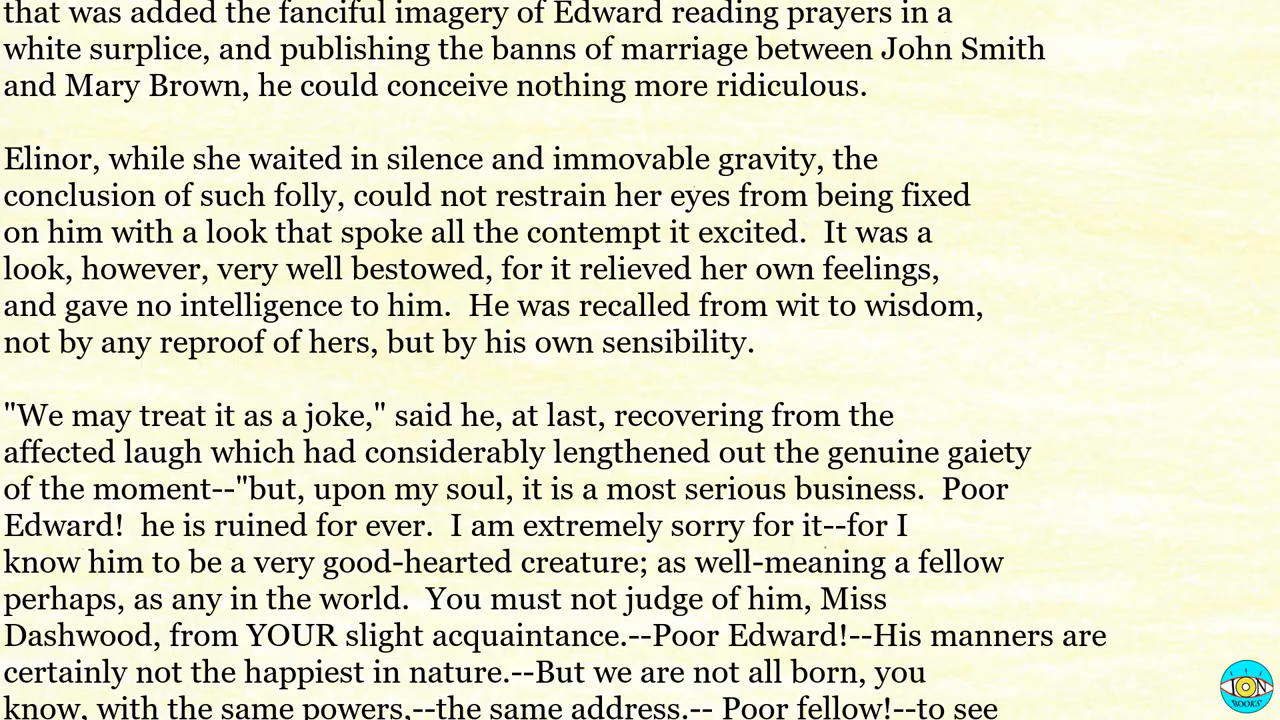 that was added the fanciful imagery of Edward reading prayers in a
white surplice, and publishing the banns of marriage between John Smith
and Mary Brown, he could conceive nothing more ridiculous.
Elinor, while she waited in silence and immovable gravity, the
conclusion of such folly, could not restrain her eyes from being fixed
on him with a look that spoke all the contempt it excited.  It was a
look, however, very well bestowed, for it relieved her own feelings,
and gave no intelligence to him.  He was recalled from wit to wisdom,
not by any reproof of hers, but by his own sensibility.
"We may treat it as a joke," said he, at last, recovering from the
affected laugh which had considerably lengthened out the genuine gaiety
of the moment--"but, upon my soul, it is a most serious business.  Poor
Edward!  he is ruined for ever.  I am extremely sorry for it--for I
know him to be a very good-hearted creature; as well-meaning a fellow
perhaps, as any in the world.  You must not judge of him, Miss
Dashwood, from YOUR slight acquaintance.--Poor Edward!--His manners are
certainly not the happiest in nature.--But we are not all born, you
know, with the same powers,--the same address.-- Poor fellow!--to see
ION
BOOKS